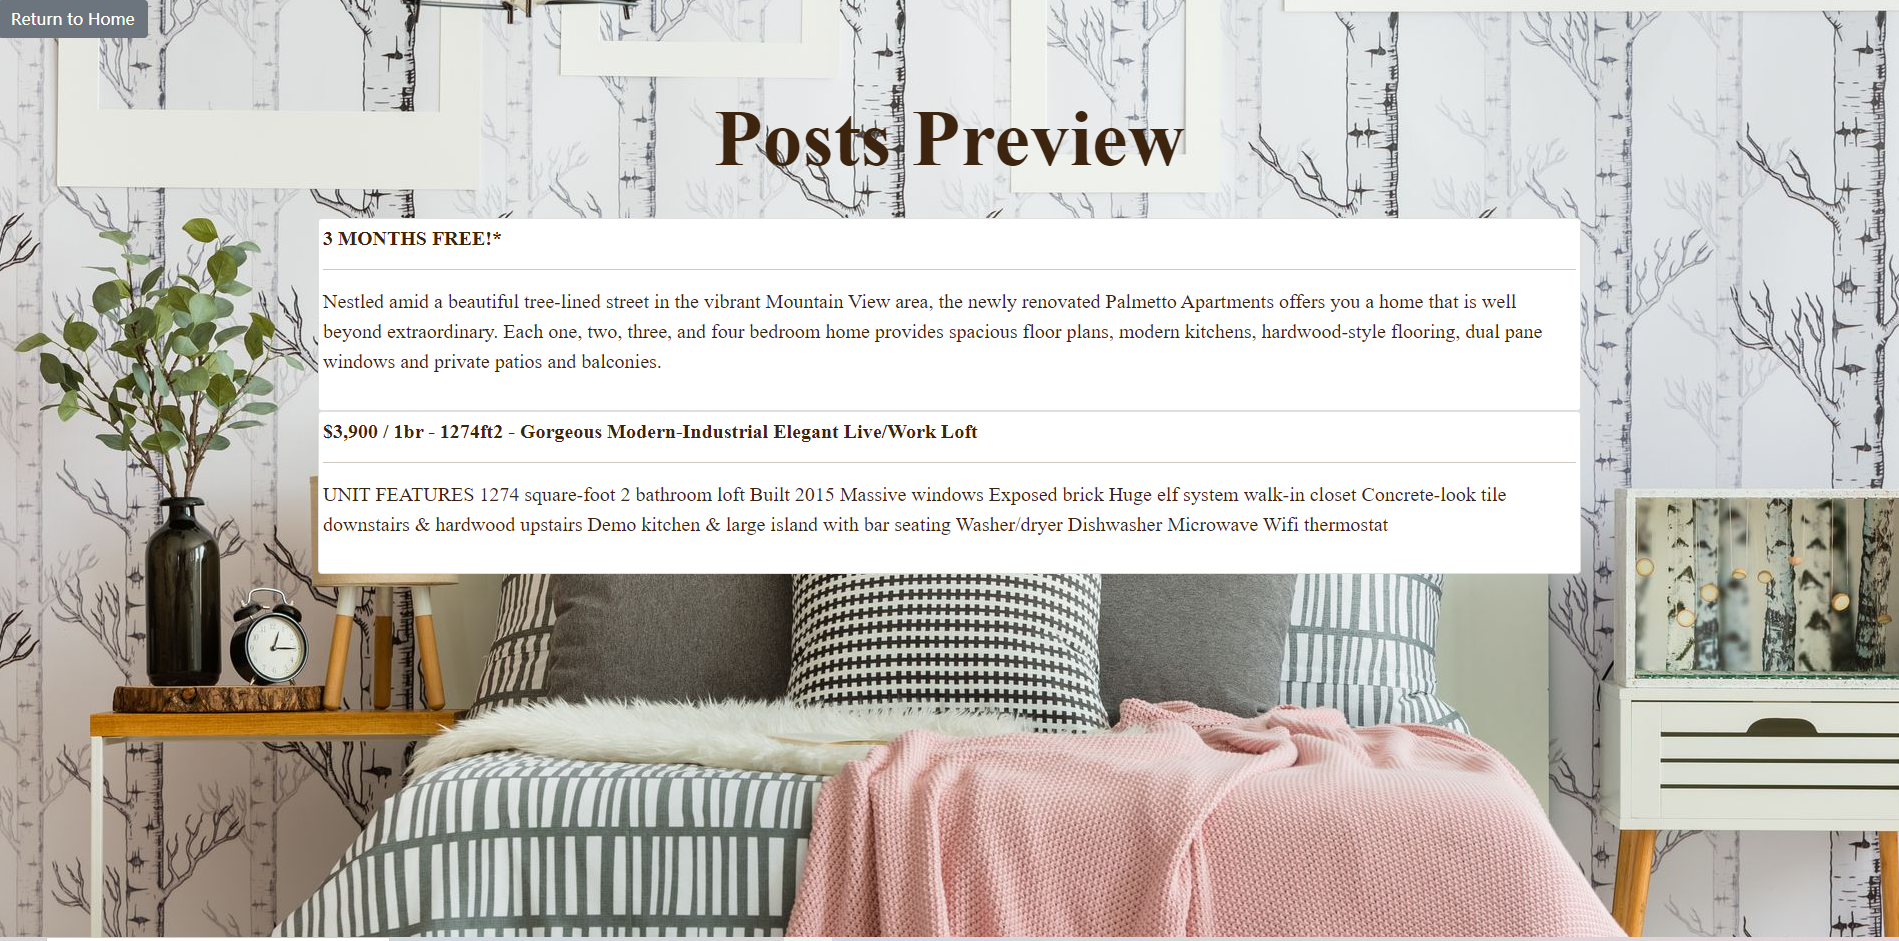 Return to Home
Posts Preview
3 MONTHS FREE!*
Nestled amid a beautiful tree-lined street in the vibrant Mountain View area, the newly renovated Palmetto Apartments offers you a home that is well
beyond extraordinary. Each one, two, three, and four bedroom home provides spacious floor plans, modern kitchens, hardwood-style flooring, dual pane
windows and private patios and balconies.
$3,900 / 1br - 1274ft2 - Gorgeous Modern-Industrial Elegant Live/Work Loft
UNIT FEATURES 1274 square-foot 2 bathroom loft Built 2015 Massive windows Exposed brick Huge elf system walk-in closet Concrete-look tile
downstairs & hardwood upstairs Demo kitchen & large island with bar seating Washer/dryer Dishwasher Microwave Wifi thermostat